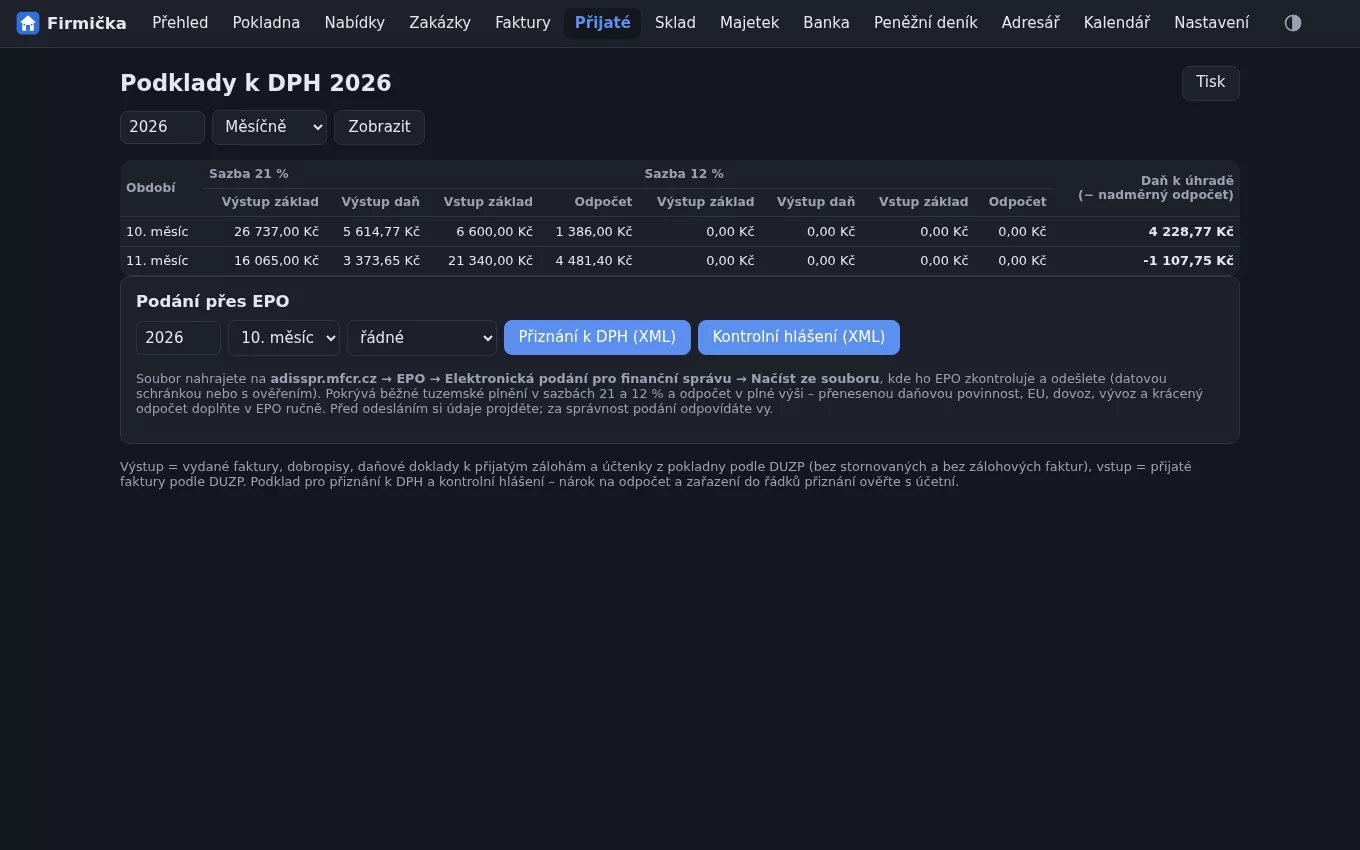 Firmička Přehled Pokladna Nabídky Zakázky Faktury Přijaté Sklad Majetek Banka Peněžní deník Adresář Kalendář Nastavení
Podklady k DPH 2026 Tisk
2026 Měsíčně Zobrazit
Období Sazba 21 % Sazba 12 % Daň k úhradě
(− nadměrný odpočet)
Výstup základ Výstup daň Vstup základ Odpočet Výstup základ Výstup daň Vstup základ Odpočet
10. měsíc 26 737,00 Kč 5 614,77 Kč 6 600,00 Kč 1 386,00 Kč 0,00 Kč 0,00 Kč 0,00 Kč 0,00 Kč 4 228,77 Kč
11. měsíc 16 065,00 Kč 3 373,65 Kč 21 340,00 Kč 4 481,40 Kč 0,00 Kč 0,00 Kč 0,00 Kč 0,00 Kč -1 107,75 Kč
Podání přes EPO
2026 10. měsíc řádné Přiznání k DPH (XML) Kontrolní hlášení (XML)
Soubor nahrajete na adisspr.mfcr.cz → EPO → Elektronická podání pro finanční správu → Načíst ze souboru, kde ho EPO zkontroluje a odešlete (datovou
schránkou nebo s ověřením). Pokrývá běžné tuzemské plnění v sazbách 21 a 12 % a odpočet v plné výši – přenesenou daňovou povinnost, EU, dovoz, vývoz a krácený
odpočet doplňte v EPO ručně. Před odesláním si údaje projděte; za správnost podání odpovídáte vy.
Výstup = vydané faktury, dobropisy, daňové doklady k přijatým zálohám a účtenky z pokladny podle DUZP (bez stornovaných a bez zálohových faktur), vstup = přijaté
faktury podle DUZP. Podklad pro přiznání k DPH a kontrolní hlášení – nárok na odpočet a zařazení do řádků přiznání ověřte s účetní.